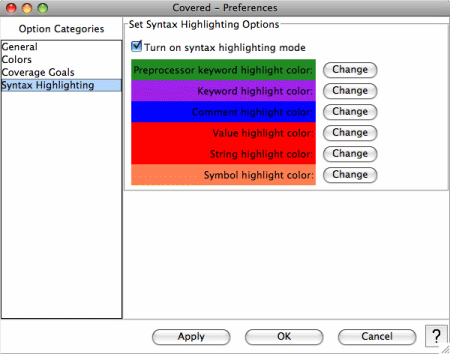 Covered - Preferences
Option Categories
General
Colors
Coverage Goals
Syntax Highlighting
Set Syntax Highlighting Options
Turn on syntax highlighting mode
Preprocessor keyword highlight color: Change
Keyword highlight color: Change
Comment highlight color: Change
Value highlight color: Change
String highlight color: Change
Symbol highlight color: Change
Apply OK Cancel ?